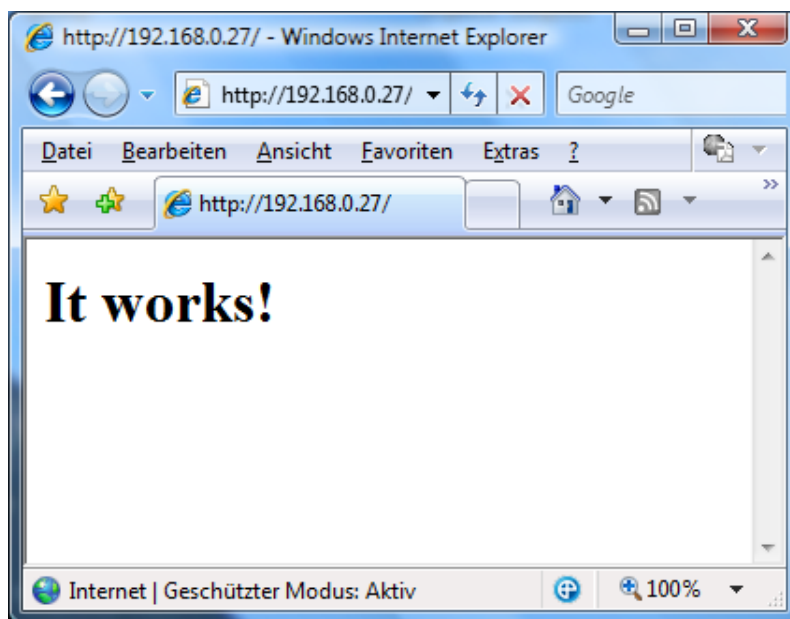 http://192.168.0.27/ - Windows Internet Explorer
http://192.168.0.27/ Google
Datei Bearbeiten Ansicht Favoriten Extras ?
http://192.168.0.27/
It works!
Internet | Geschützter Modus: Aktiv 100%